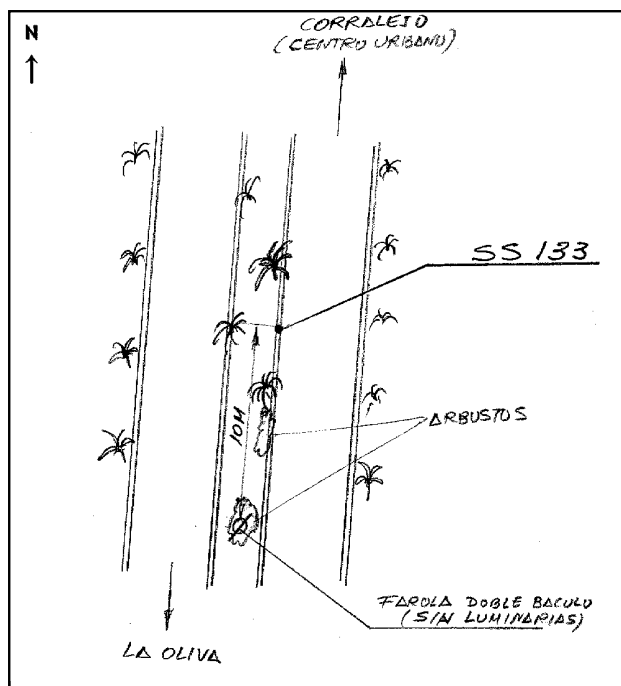 CORRALEJO
(CENTRO URBANO)
N
SS 133
10M
ARBUSTOS
FAROLA DOBLE BACULO
(SIN LUMINARIAS)
LA OLIVA